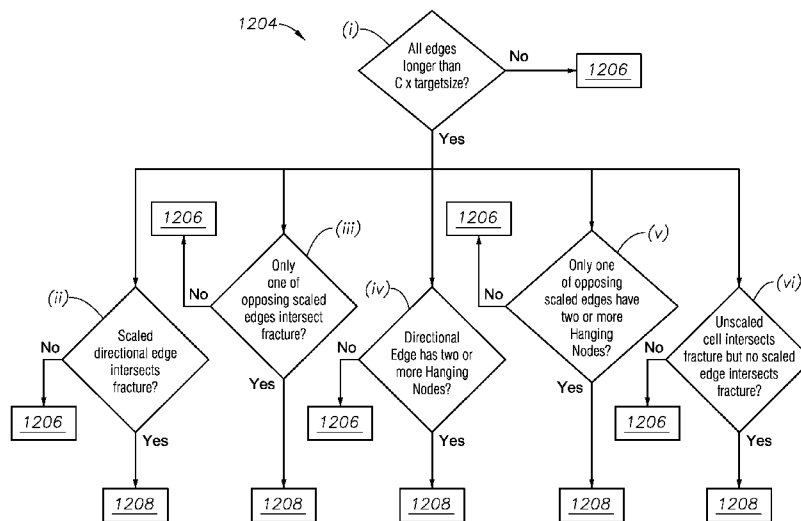 1204
(i)
All edges
longer than
C x targetsize?
No
1206
Yes
1206
(iii)
Only
one of
opposing scaled
edges intersect
fracture?
No
Yes
1206
(v)
Only one
of opposing
scaled edges have
two or more
Hanging
Nodes?
No
Yes
(ii)
Scaled
directional edge
intersects
fracture?
No
1206
Yes
(iv)
Directional
Edge has two or
more Hanging
Nodes?
No
1206
Yes
(vi)
Unscaled
cell intersects
fracture but no scaled
edge intersects
fracture?
No
1206
Yes
1208
1208
1208
1208
1208